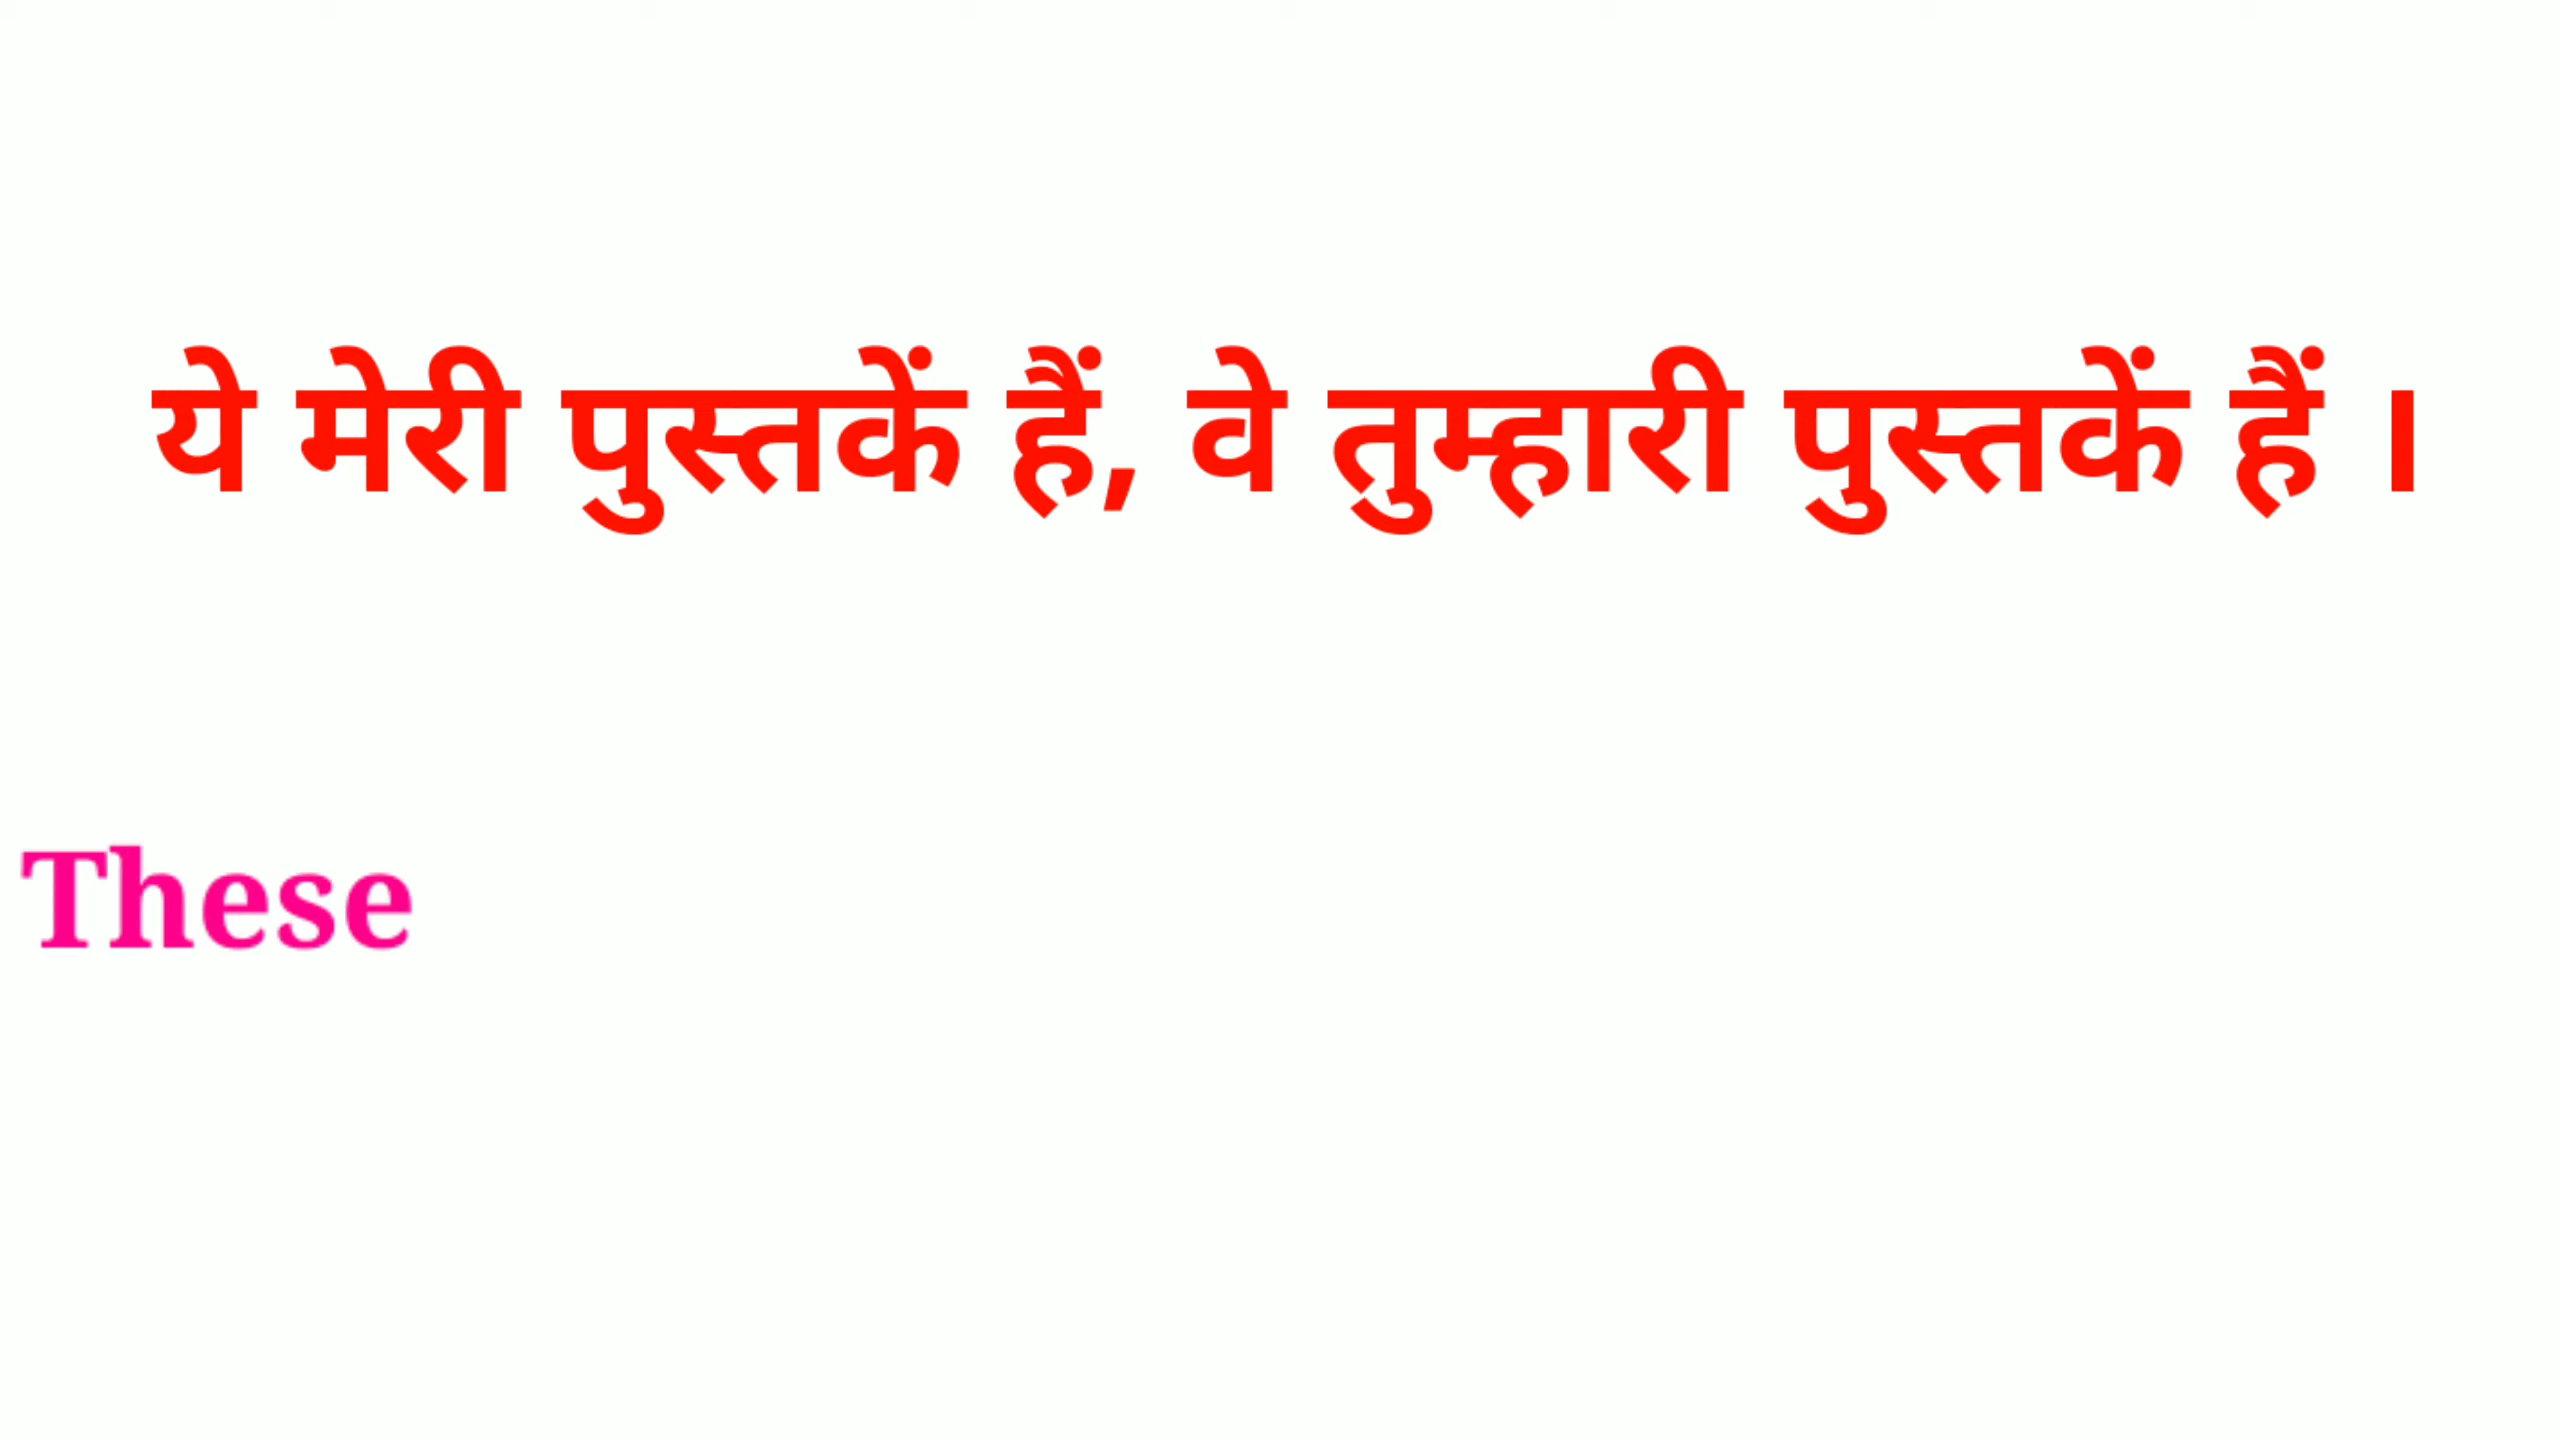 ये मेरी पुस्तकें हैं, वे तुम्हारी पुस्तकें हैं ।
These